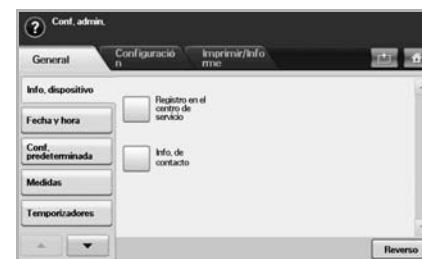 Conf. admin.
General
Configuració
n
Imprimir/Info
rme
Info. dispositivo
Fecha y hora
Conf.
predeterminada
Medidas
Temporizadores
Registro en el
centro de
servicio
Info. de
contacto
Reverso